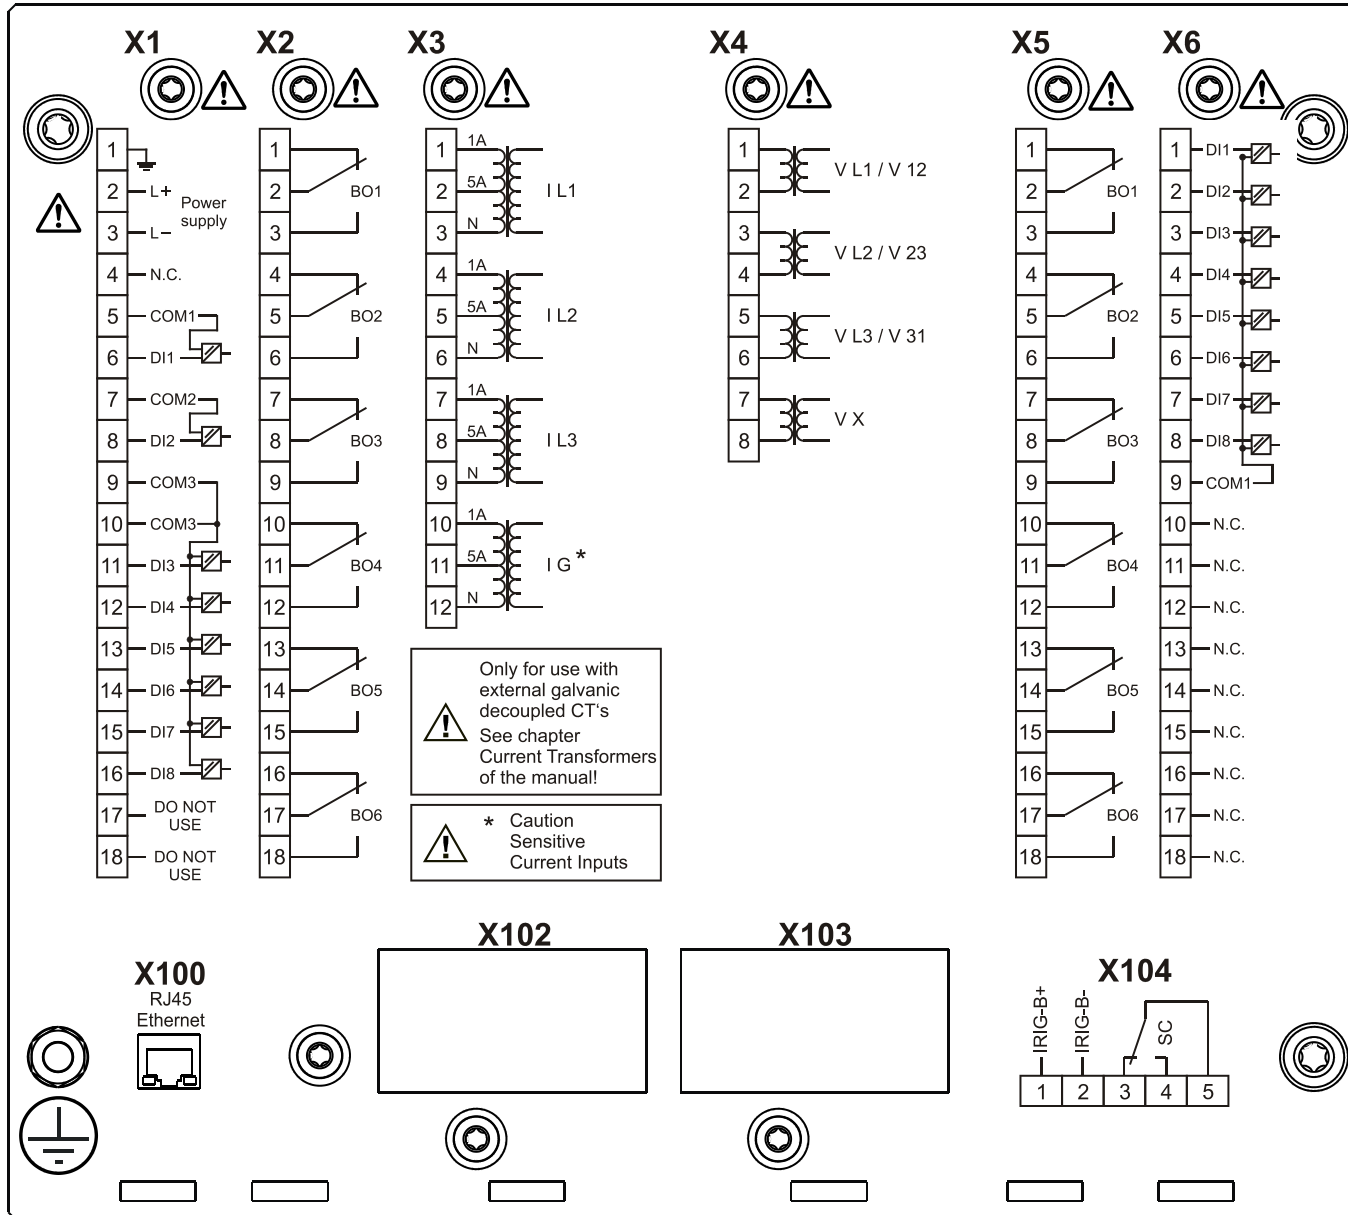 X1
1
2 L+
3 L–
Power
supply
4 N.C.
5 COM1
6 DI1
7 COM2
8 DI2
9 COM3
10 COM3
11 DI3
12 DI4
13 DI5
14 DI6
15 DI7
16 DI8
17 DO NOT
USE
18 DO NOT
USE
X2
1
2 BO1
3
4
5 BO2
6
7
8 BO3
9
10
11 BO4
12
13
14 BO5
15
16
17 BO6
18
X3
1 1A
2 5A I L1
3 N
4 1A
5 5A I L2
6 N
7 1A
8 5A I L3
9 N
10 1A
11 5A I G *
12 N
Only for use with
external galvanic
decoupled CT‘s
See chapter
Current Transformers
of the manual!
* Caution
Sensitive
Current Inputs
X4
1
V L1 / V 12
2
3
V L2 / V 23
4
5
V L3 / V 31
6
7
V X
8
X5
1
2 BO1
3
4
5 BO2
6
7
8 BO3
9
10
11 BO4
12
13
14 BO5
15
16
17 BO6
18
X6
1 DI1
2 DI2
3 DI3
4 DI4
5 DI5
6 DI6
7 DI7
8 DI8
9 COM1
10 N.C.
11 N.C.
12 N.C.
13 N.C.
14 N.C.
15 N.C.
16 N.C.
17 N.C.
18 N.C.
X100
RJ45
Ethernet
X102
X103
X104
IRIG-B+
IRIG-B-
SC
1 2 3 4 5